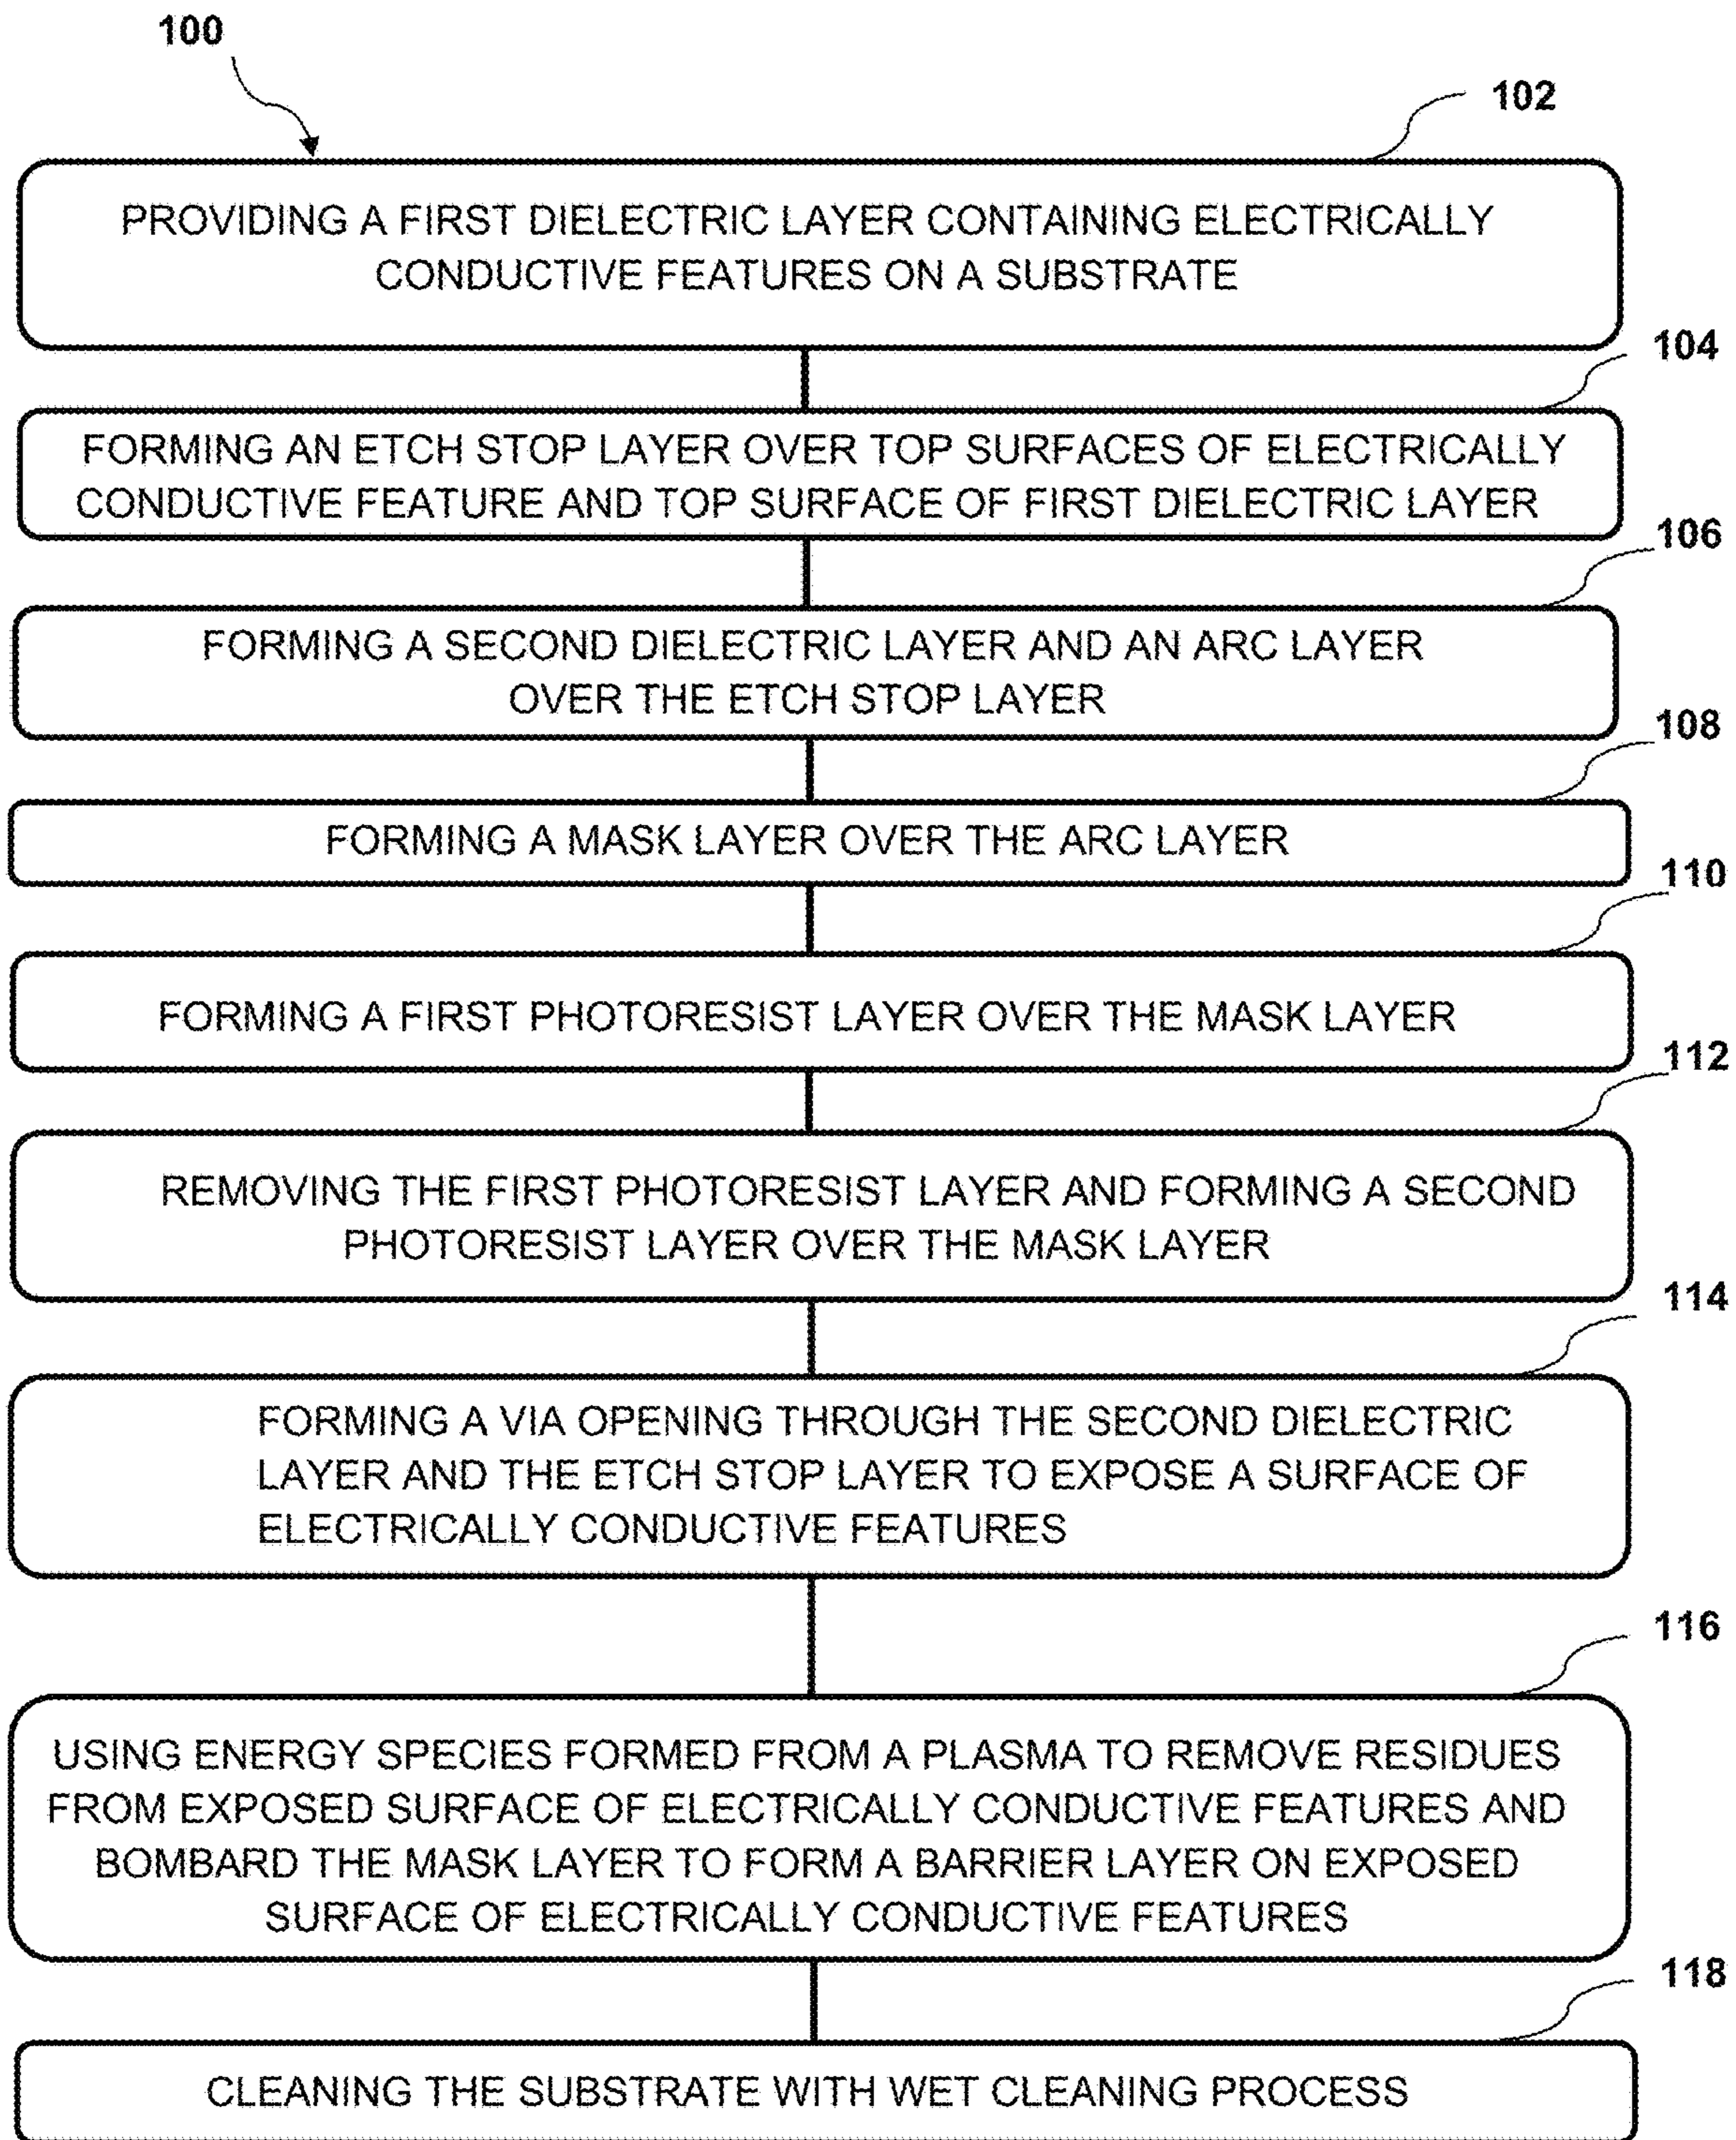 100
102
PROVIDING A FIRST DIELECTRIC LAYER CONTAINING ELECTRICALLY
CONDUCTIVE FEATURES ON A SUBSTRATE
104
FORMING AN ETCH STOP LAYER OVER TOP SURFACES OF ELECTRICALLY
CONDUCTIVE FEATURE AND TOP SURFACE OF FIRST DIELECTRIC LAYER
106
FORMING A SECOND DIELECTRIC LAYER AND AN ARC LAYER
OVER THE ETCH STOP LAYER
108
FORMING A MASK LAYER OVER THE ARC LAYER
110
FORMING A FIRST PHOTORESIST LAYER OVER THE MASK LAYER
112
REMOVING THE FIRST PHOTORESIST LAYER AND FORMING A SECOND
PHOTORESIST LAYER OVER THE MASK LAYER
114
FORMING A VIA OPENING THROUGH THE SECOND DIELECTRIC
LAYER AND THE ETCH STOP LAYER TO EXPOSE A SURFACE OF
ELECTRICALLY CONDUCTIVE FEATURES
116
USING ENERGY SPECIES FORMED FROM A PLASMA TO REMOVE RESIDUES
FROM EXPOSED SURFACE OF ELECTRICALLY CONDUCTIVE FEATURES AND
BOMBARD THE MASK LAYER TO FORM A BARRIER LAYER ON EXPOSED
SURFACE OF ELECTRICALLY CONDUCTIVE FEATURES
118
CLEANING THE SUBSTRATE WITH WET CLEANING PROCESS